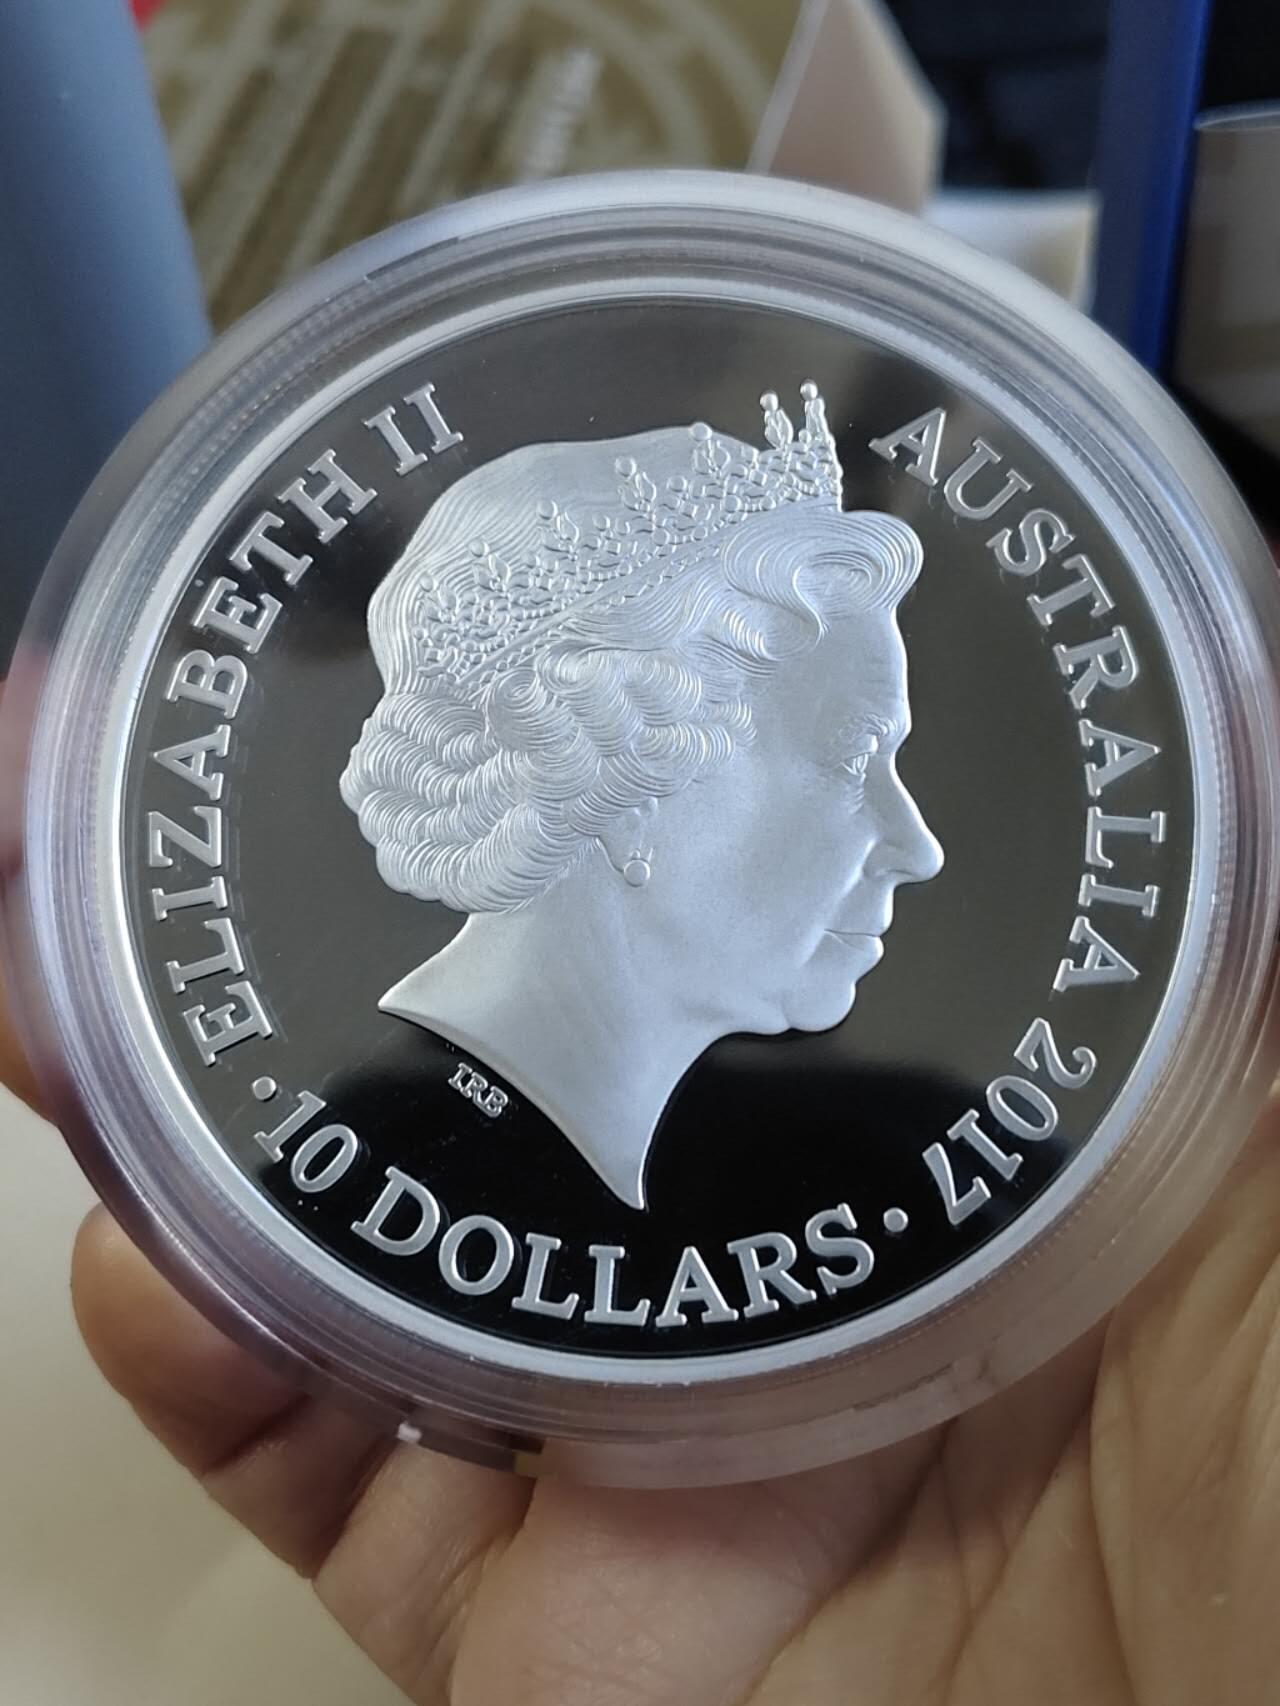 ELIZABETH II
AUSTRALIA 2017
·10 DOLLARS·
IRB